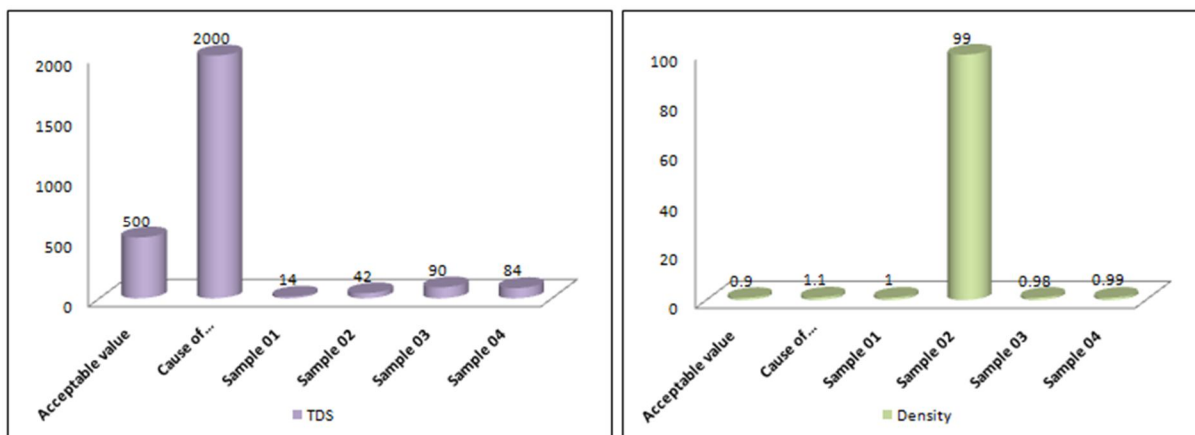 2000
1500
1000
500
0
500
2000
14
42
90
84
Acceptable value
Cause of...
Sample 01
Sample 02
Sample 03
Sample 04
TDS
100
80
60
40
20
0
0.9
1.1
1
99
0.98
0.99
Acceptable value
Cause of...
Sample 01
Sample 02
Sample 03
Sample 04
Density